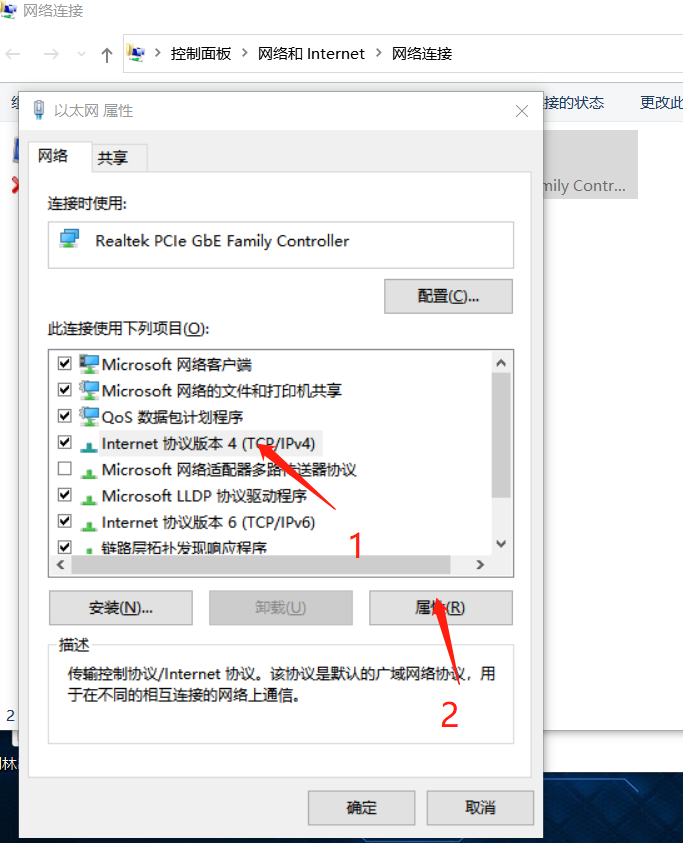 网络连接
控制面板 > 网络和 Internet > 网络连接
接的状态
更改此
以太网 属性
网络
共享
mily Contr...
连接时使用:
Realtek PCIe GbE Family Controller
配置(C)...
此连接使用下列项目(O):
Microsoft 网络客户端
Microsoft 网络的文件和打印机共享
QoS 数据包计划程序
Internet 协议版本 4 (TCP/IPv4)
Microsoft 网络适配器多路传送器协议
Microsoft LLDP 协议驱动程序
Internet 协议版本 6 (TCP/IPv6)
链路层拓扑发现响应程序
1
安装(N)...
卸载(U)
属性(R)
描述
传输控制协议/Internet 协议。该协议是默认的广域网络协议，用
于在不同的相互连接的网络上通信。
2
2
确定
取消